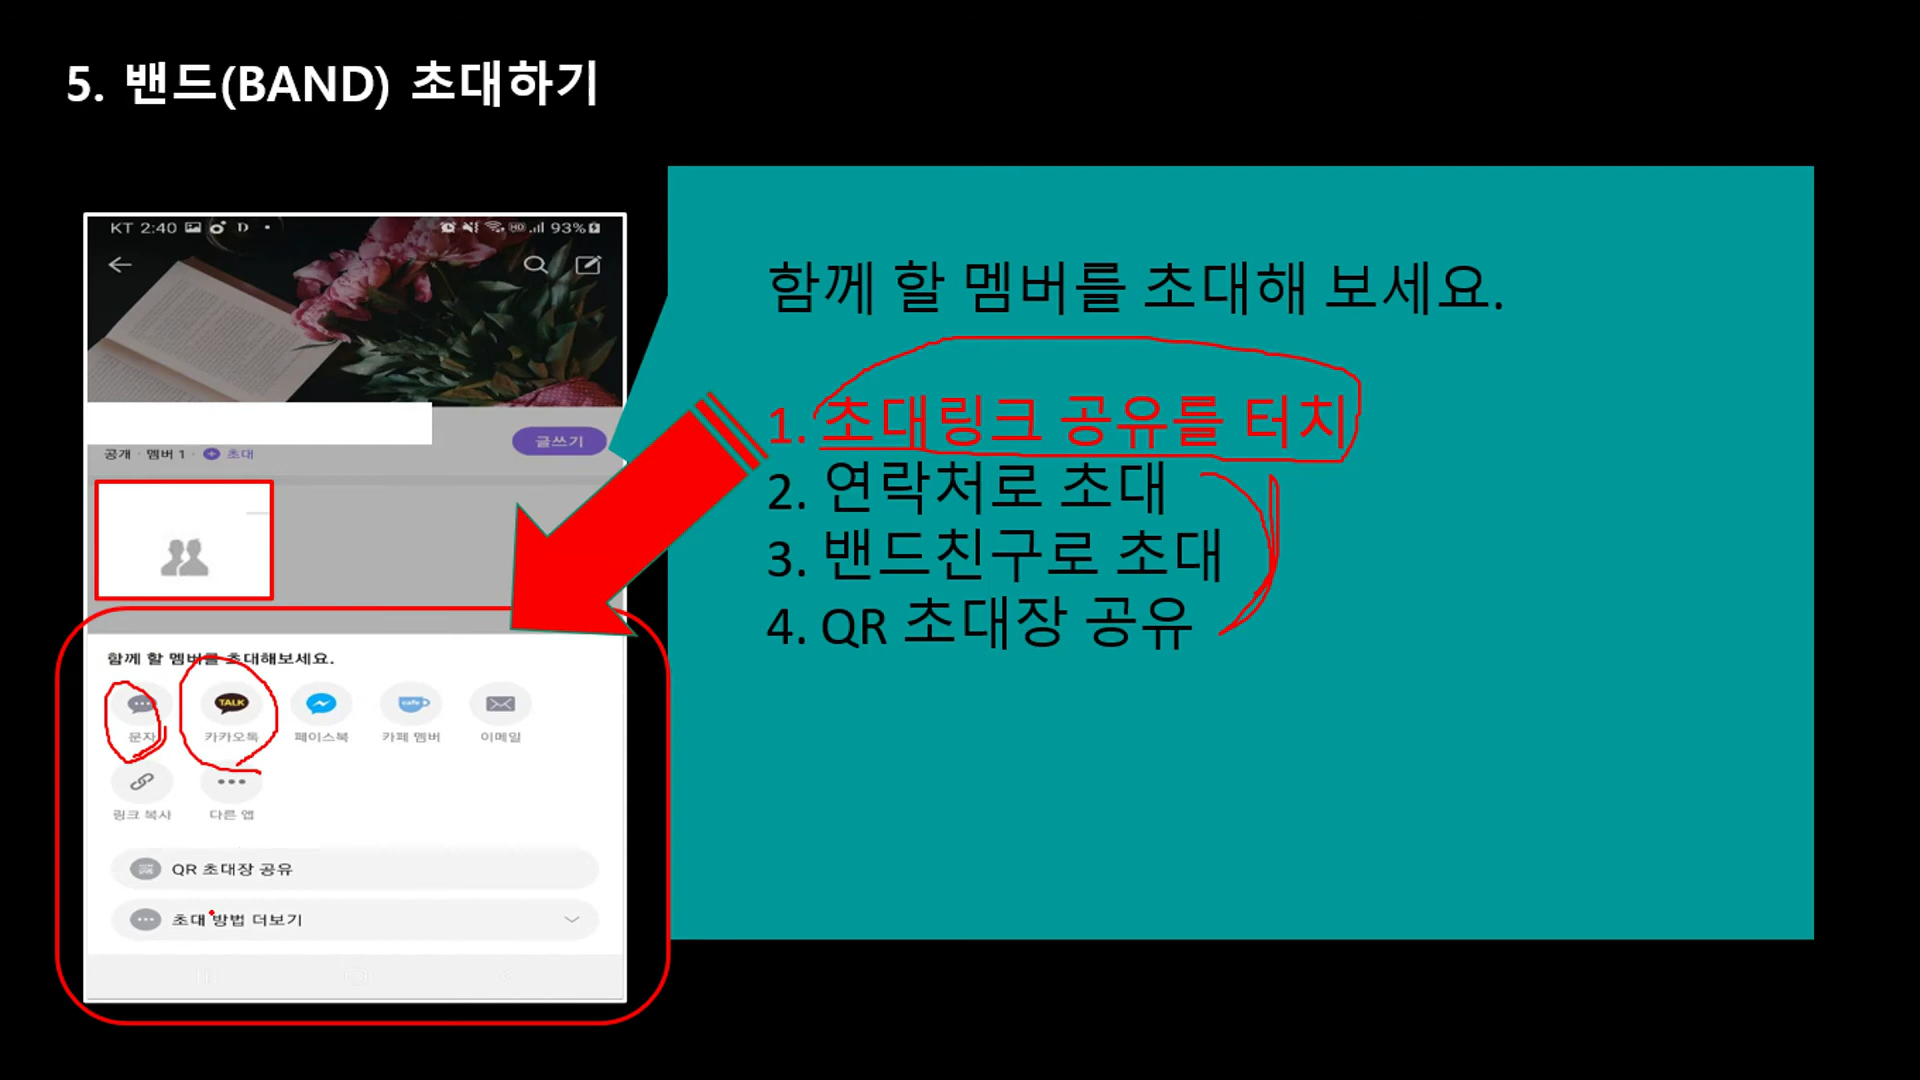 5. 밴드(BAND) 초대하기
KT 2:40 93%
글쓰기
공개 · 멤버 1 · 초대
함께 할 멤버를 초대해보세요.
TALK cafe
문자 카카오톡 페이스북 카페 멤버 이메일
링크 복사 다른 앱
QR 초대장 공유
초대 방법 더보기
함께 할 멤버를 초대해 보세요.
1. 초대링크 공유를 터치
2. 연락처로 초대
3. 밴드친구로 초대
4. QR 초대장 공유